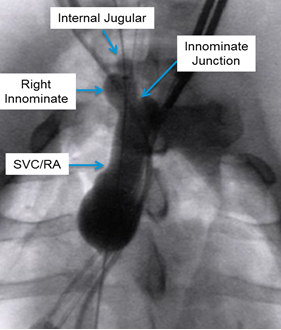 Internal Jugular
Innominate
Junction
Right
Innominate
SVC/RA